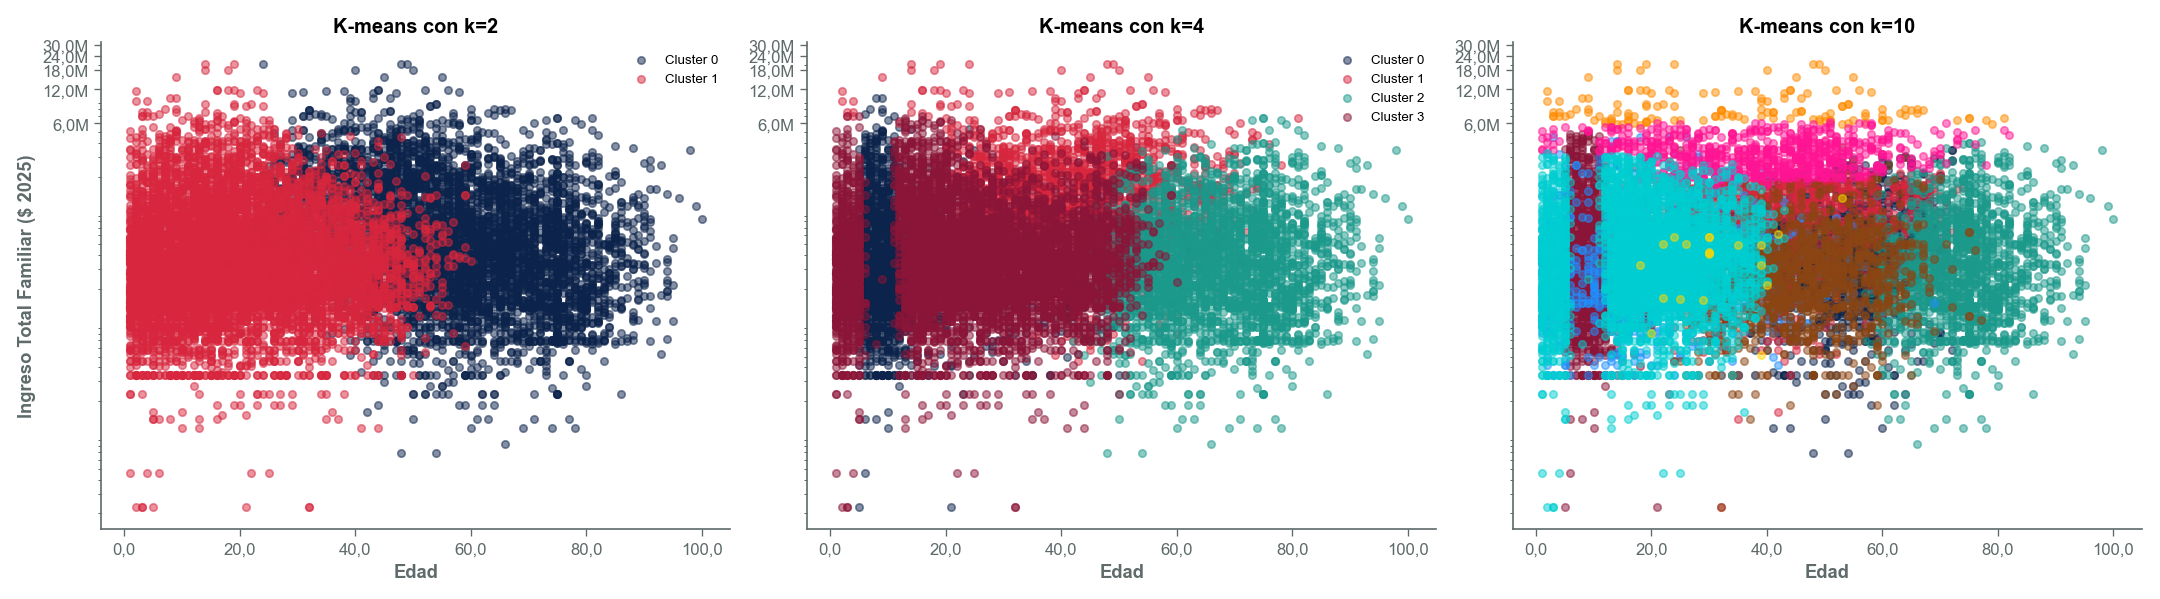 K-means con k=2
30,0M
24,0M
18,0M
12,0M
6,0M
Ingreso Total Familiar ($ 2025)
Cluster 0
Cluster 1
0,0 20,0 40,0 60,0 80,0 100,0
Edad
K-means con k=4
30,0M
24,0M
18,0M
12,0M
6,0M
Cluster 0
Cluster 1
Cluster 2
Cluster 3
0,0 20,0 40,0 60,0 80,0 100,0
Edad
K-means con k=10
30,0M
24,0M
18,0M
12,0M
6,0M
0,0 20,0 40,0 60,0 80,0 100,0
Edad